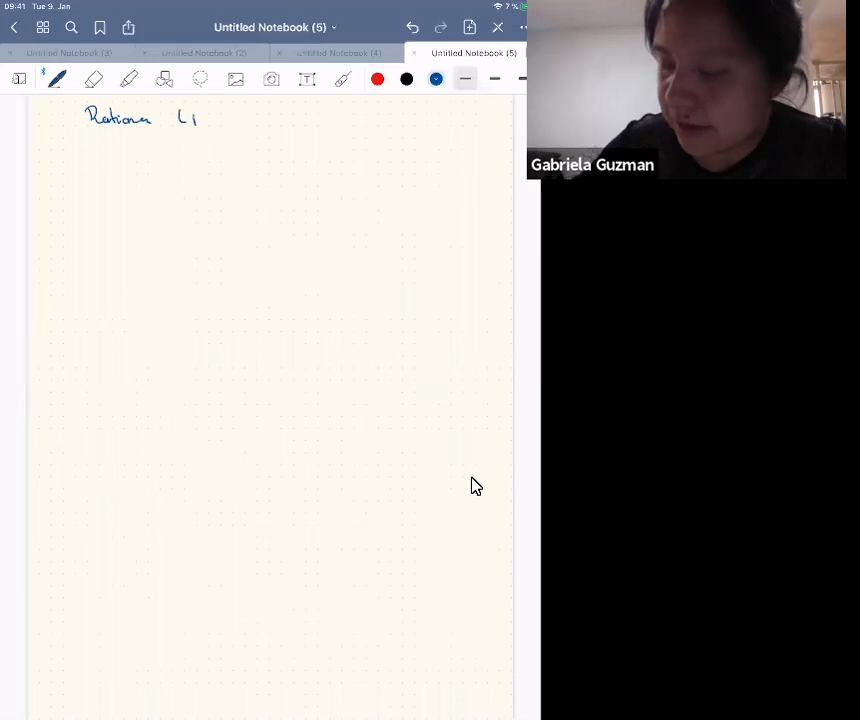 09:41 Tue 9. Jan
7 %
Untitled Notebook (5)
Untitled Notebook (3)
Untitled Notebook (2)
Untitled Notebook (4)
Untitled Notebook (5)
Gabriela Guzman